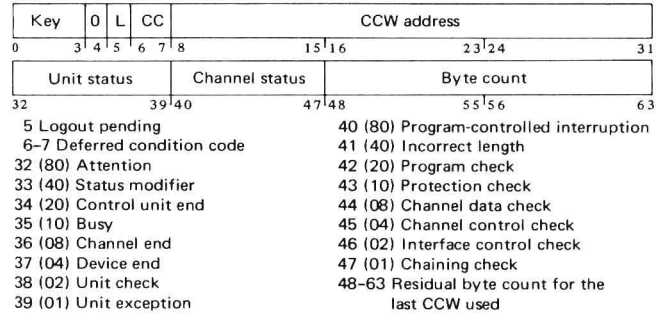 Key 0 L CC CCW address
0 3 4 5 6 7 8 15 16 23 24 31
Unit status Channel status Byte count
32 39 40 47 48 55 56 63
5 Logout pending
6-7 Deferred condition code
32 (80) Attention
33 (40) Status modifier
34 (20) Control unit end
35 (10) Busy
36 (08) Channel end
37 (04) Device end
38 (02) Unit check
39 (01) Unit exception
40 (80) Program-controlled interruption
41 (40) Incorrect length
42 (20) Program check
43 (10) Protection check
44 (08) Channel data check
45 (04) Channel control check
46 (02) Interface control check
47 (01) Chaining check
48-63 Residual byte count for the
last CCW used